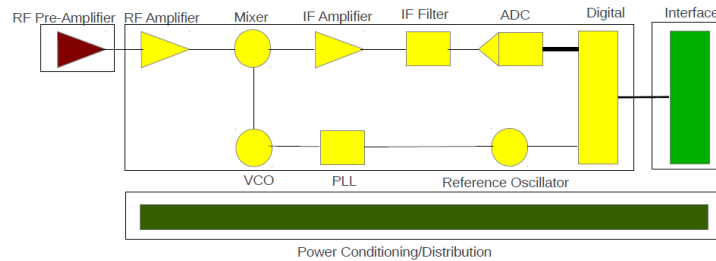 RF Pre-Amplifier RF Amplifier Mixer IF Amplifier IF Filter ADC Digital Interface
VCO PLL Reference Oscillator
Power Conditioning/Distribution